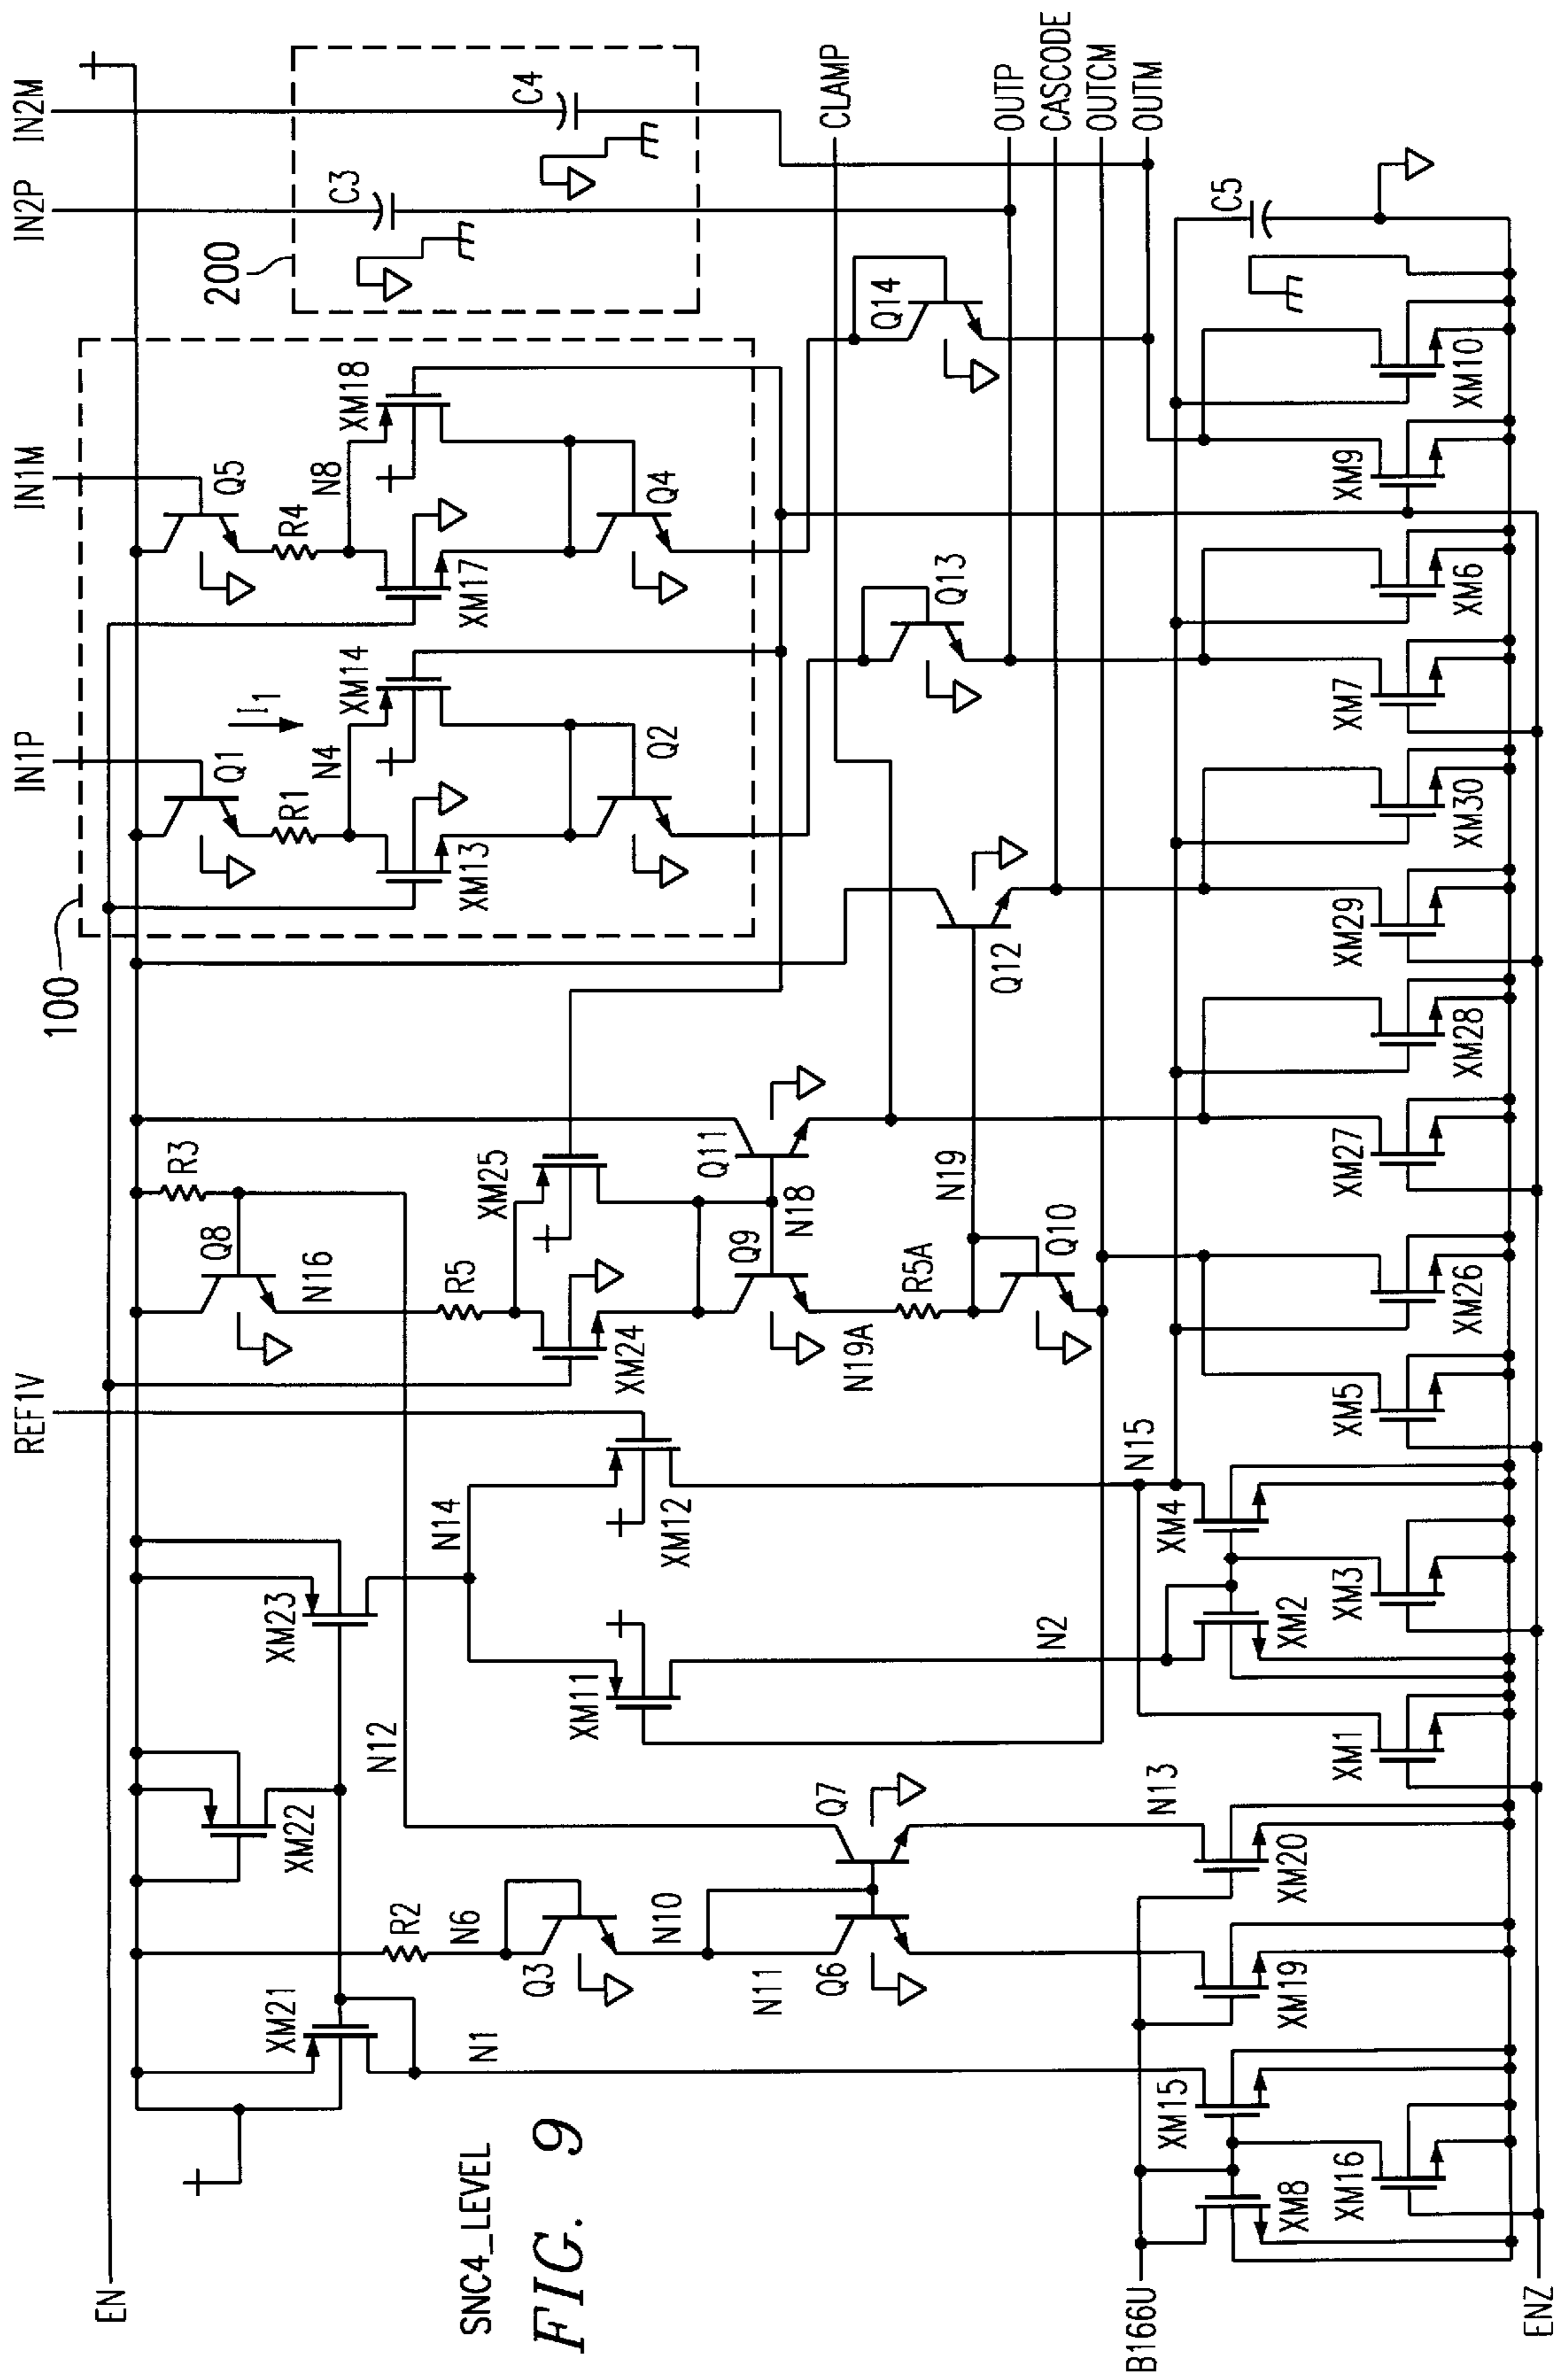 IN2M
IN2P
IN1M
IN1P
REF1V
EN
200
C3
C4
100
Q5
R4
N8
XM18
XM17
Q4
Q1
I1
R1
N4
XM14
XM13
Q2
CLAMP
OUTP
CASCODE
OUTCM
OUTM
Q14
Q13
Q12
C5
R3
Q8
N16
R5
XM25
XM24
Q11
N18
Q9
N19A
R5A
N19
Q10
XM23
N14
XM12
XM11
N12
XM22
XM21
N1
R2
N6
Q3
N10
N11
Q6
Q7
N13
N2
N15
XM10
XM9
XM6
XM7
XM30
XM29
XM28
XM27
XM26
XM5
XM4
XM3
XM2
XM1
XM20
XM19
XM15
XM16
XM8
B166U
ENZ
SNC4_LEVEL
FIG. 9